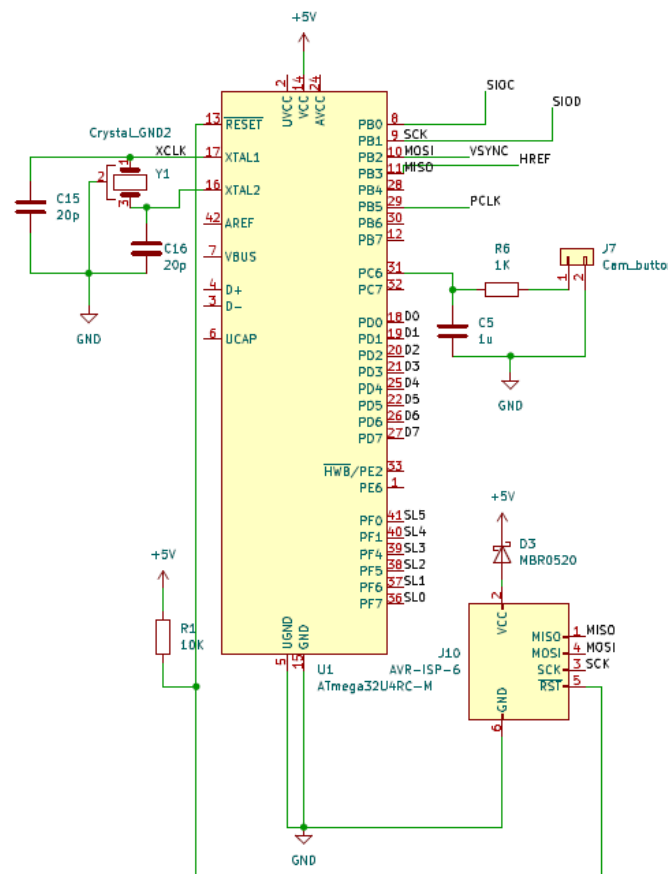 +5V
2 14 24
UVCC VCC AVCC
13 RESET
Crystal_GND2
XCLK 17 XTAL1
1
2 Y1
3
16 XTAL2
C15
20p
C16
20p
42 AREF
7 VBUS
4 D+
3 D-
6 UCAP
GND
PB0 8 SIOC
PB1 9 SCK SIOD
PB2 10 MOSI VSYNC
PB3 11 MISO HREF
PB4 28
PB5 29 PCLK
PB6 30
PB7 12
PC6 31
PC7 32
R6
1K
J7
Cam_butto
1 2
C5
1u
GND
PD0 18 D0
PD1 19 D1
PD2 20 D2
PD3 21 D3
PD4 25 D4
PD5 22 D5
PD6 26 D6
PD7 27 D7
HWB/PE2 33
PE6 1
PF0 41 SL5
PF1 40 SL4
PF4 39 SL3
PF5 38 SL2
PF6 37 SL1
PF7 36 SL0
+5V
R1
10K
UGND GND
5 15
U1
ATmega32U4RC-M
GND
+5V
D3
MBR0520
2
VCC
J10
AVR-ISP-6
MISO 1 MISO
MOSI 4 MOSI
SCK 3 SCK
RST 5
GND
6